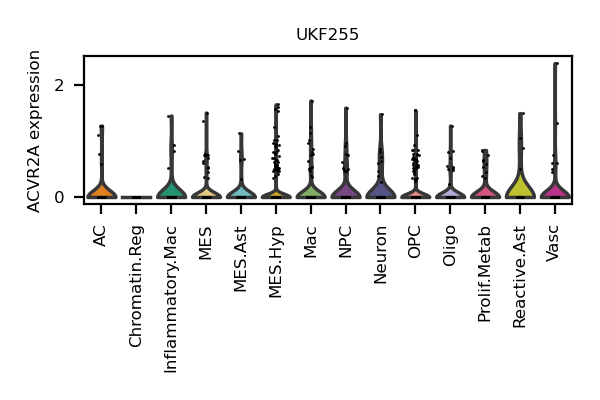 UKF255
ACVR2A expression
2
0
AC
Chromatin.Reg
Inflammatory.Mac
MES
MES.Ast
MES.Hyp
Mac
NPC
Neuron
OPC
Oligo
Prolif.Metab
Reactive.Ast
Vasc